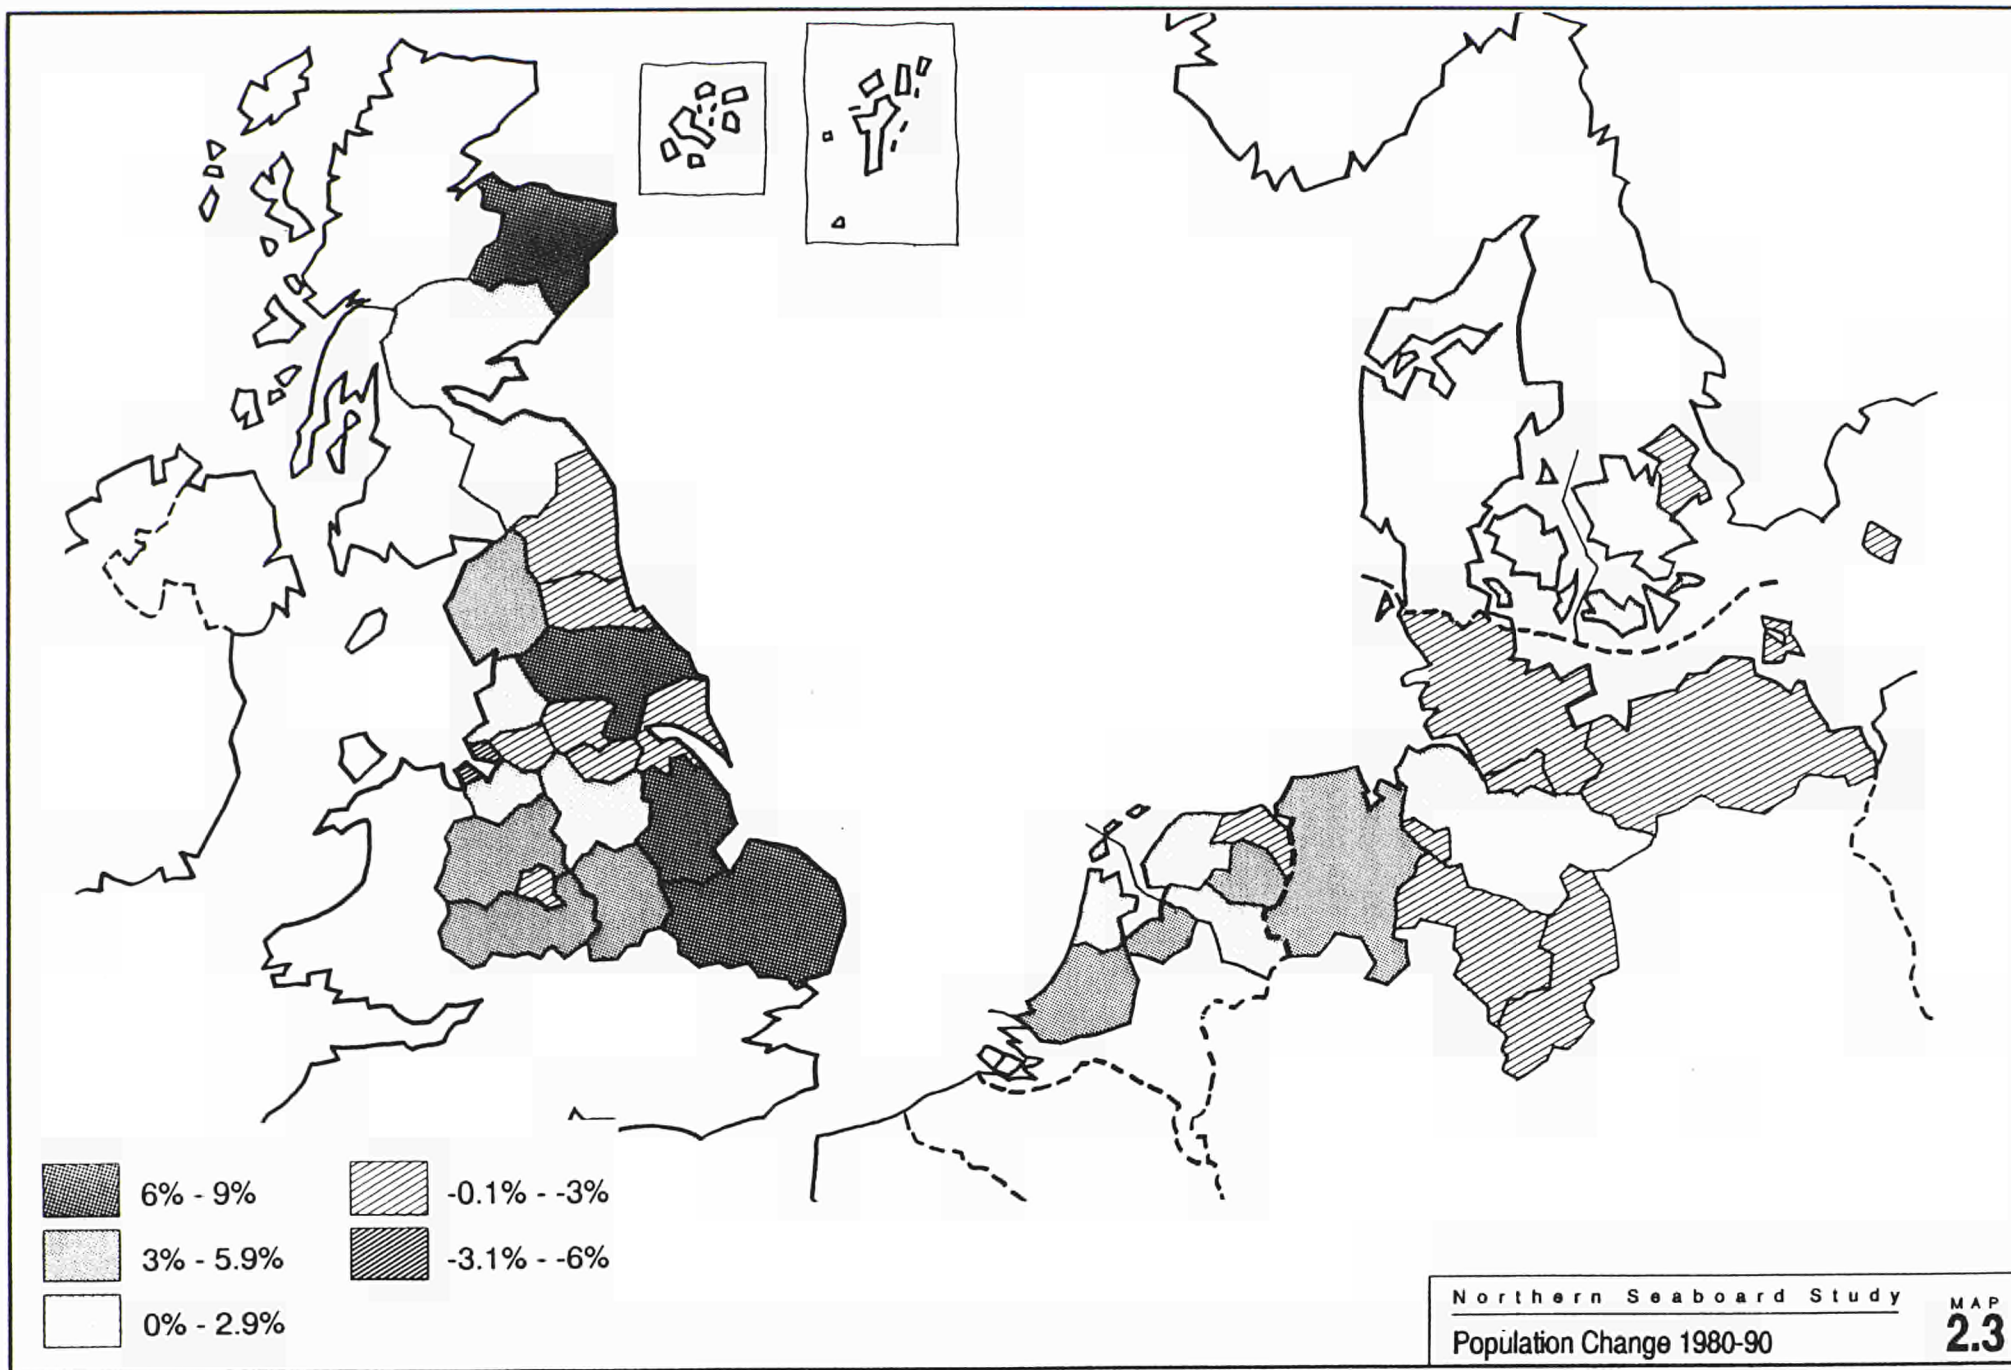 6% - 9%
3% - 5.9%
0% - 2.9%
-0.1% - -3%
-3.1% - -6%
Northern Seaboard Study
Population Change 1980-90
MAP
2.3